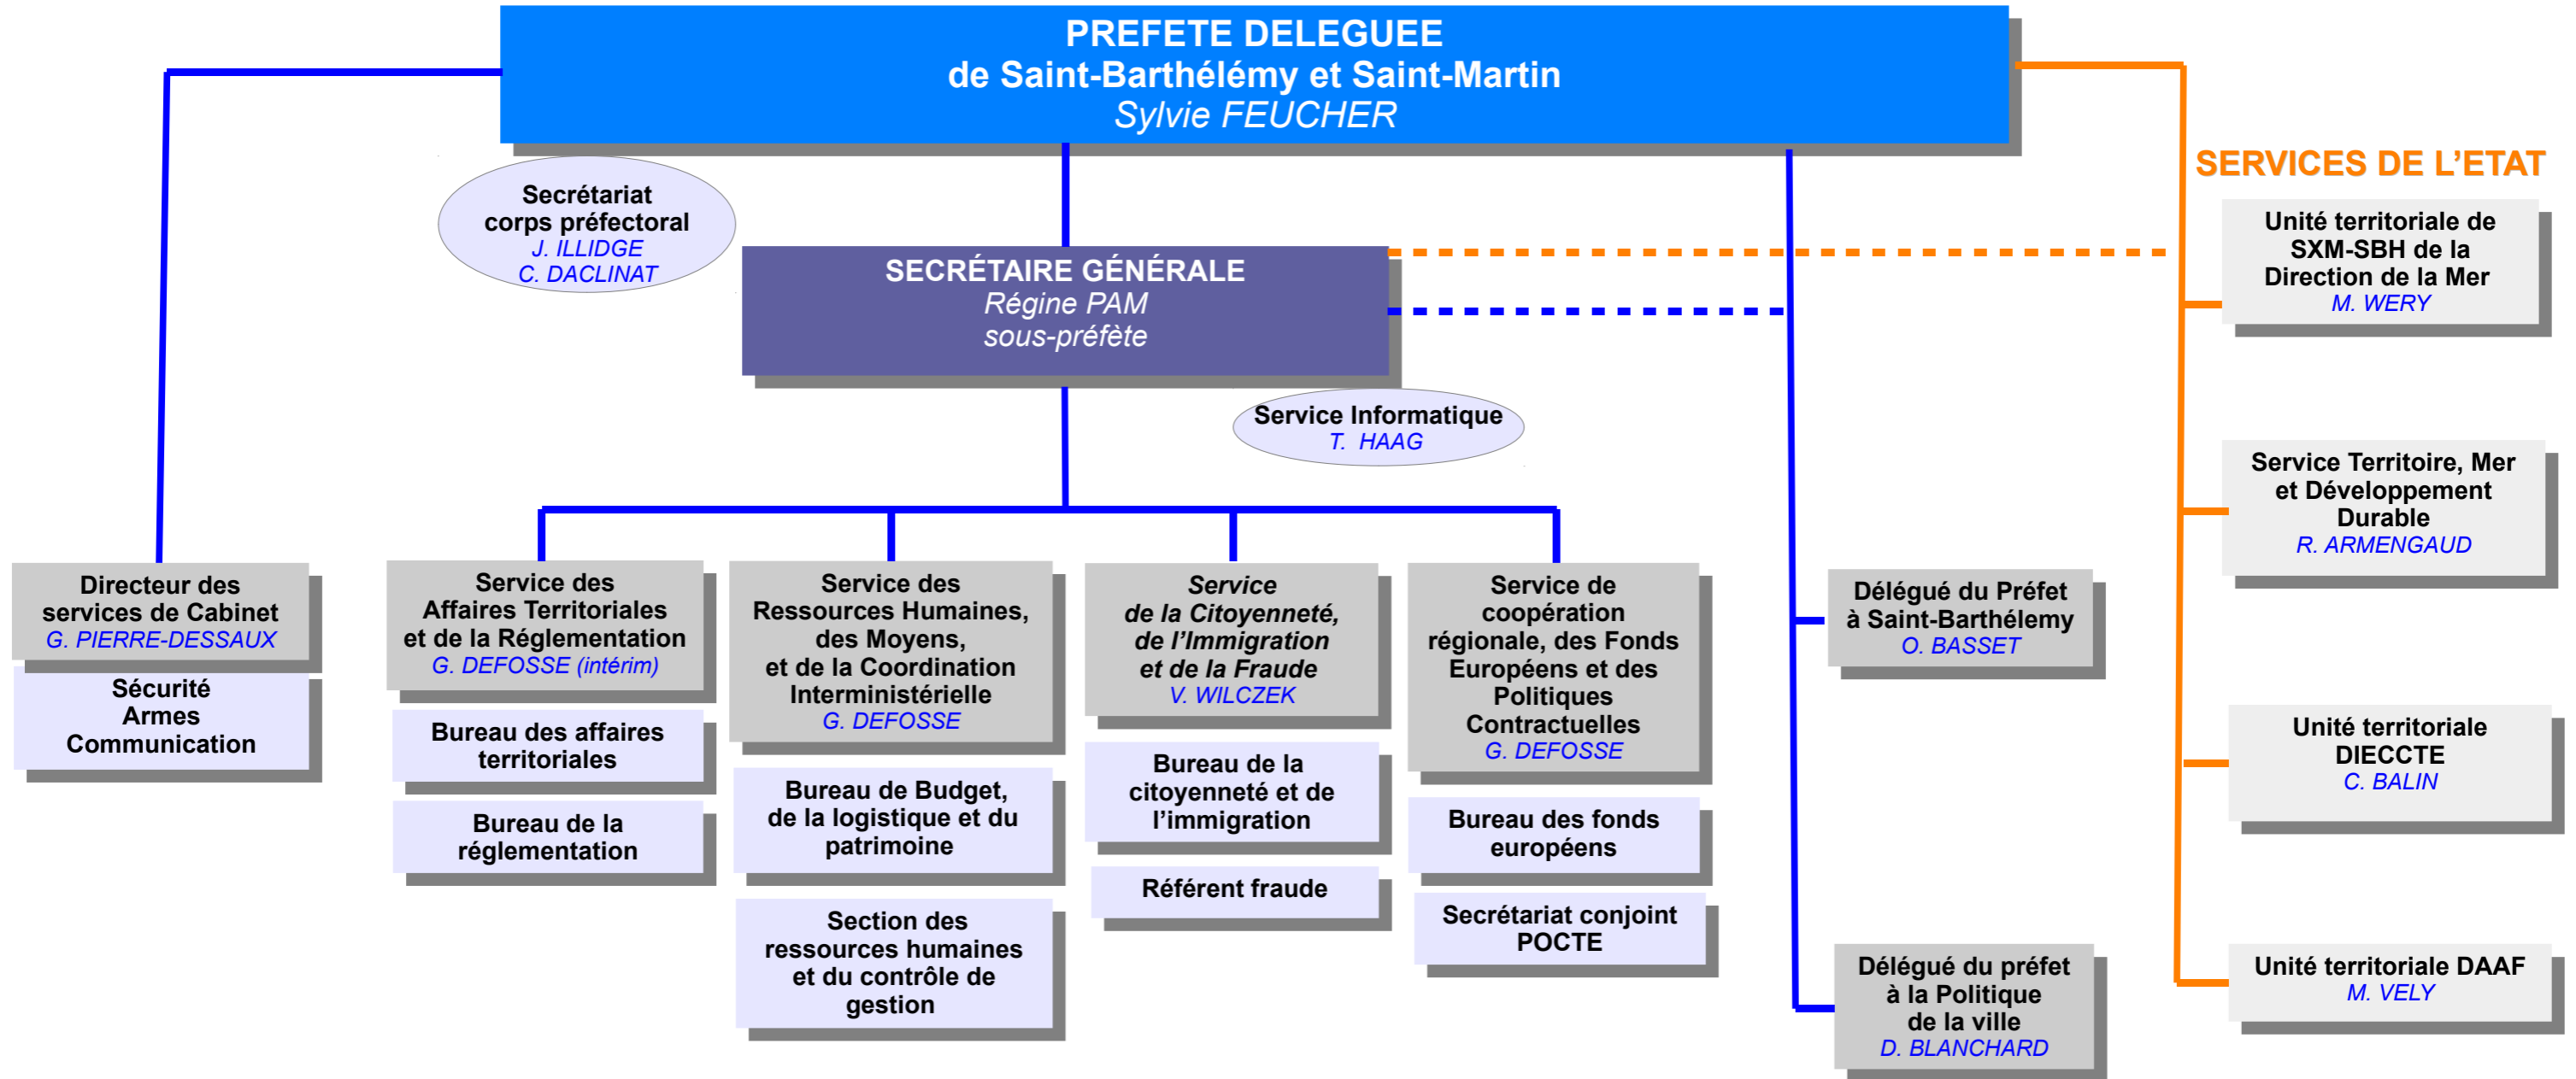 PREFETE DELEGUEE
de Saint-Barthélémy et Saint-Martin
Sylvie FEUCHER
Secrétariat
corps préfectoral
J. ILLIDGE
C. DACLINAT
SECRÉTAIRE GÉNÉRALE
Régine PAM
sous-préfète
Service Informatique
T. HAAG
Directeur des
services de Cabinet
G. PIERRE-DESSAUX
Sécurité
Armes
Communication
Service des
Affaires Territoriales
et de la Réglementation
G. DEFOSSE (intérim)
Bureau des affaires
territoriales
Bureau de la
réglementation
Service des
Ressources Humaines,
des Moyens,
et de la Coordination
Interministérielle
G. DEFOSSE
Bureau de Budget,
de la logistique et du
patrimoine
Section des
ressources humaines
et du contrôle de
gestion
Service
de la Citoyenneté,
de l’Immigration
et de la Fraude
V. WILCZEK
Bureau de la
citoyenneté et de
l’immigration
Référent fraude
Service de
coopération
régionale, des Fonds
Européens et des
Politiques
Contractuelles
G. DEFOSSE
Bureau des fonds
européens
Secrétariat conjoint
POCTE
Délégué du Préfet
à Saint-Barthélemy
O. BASSET
Délégué du préfet
à la Politique
de la ville
D. BLANCHARD
SERVICES DE L’ETAT
Unité territoriale de
SXM-SBH de la
Direction de la Mer
M. WERY
Service Territoire, Mer
et Développement
Durable
R. ARMENGAUD
Unité territoriale
DIECCTE
C. BALIN
Unité territoriale DAAF
M. VELY